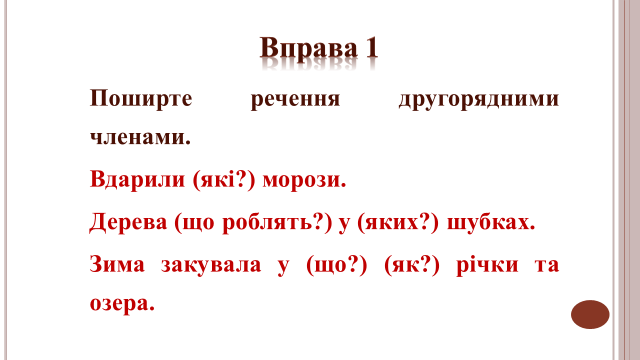 Вправа 1
Поширте речення другорядними
членами.
Вдарили (які?) морози.
Дерева (що роблять?) у (яких?) шубках.
Зима закувала у (що?) (як?) річки та
озера.